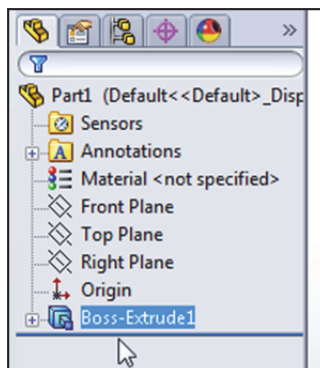 Part1 (Default<<Default>_Disp
Sensors
A Annotations
Material <not specified>
Front Plane
Top Plane
Right Plane
Origin
Boss-Extrude1